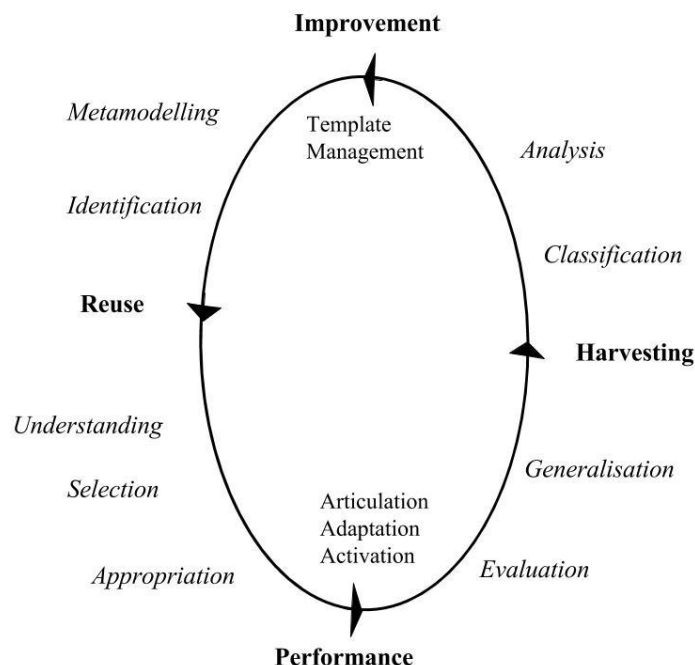 Improvement
Metamodelling
Template
Management
Analysis
Identification
Classification
Reuse
Harvesting
Understanding
Generalisation
Selection
Articulation
Adaptation
Activation
Appropriation
Evaluation
Performance